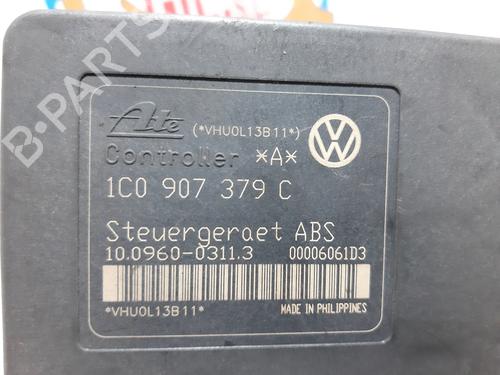 Ate (*VHU0L13B11*)
Controller *A*
1C0 907 379 C
Steuergeraet ABS
10.0960-0311.3 00006061D3
*VHU0L13B11* MADE IN PHILIPPINES
B-PARTS